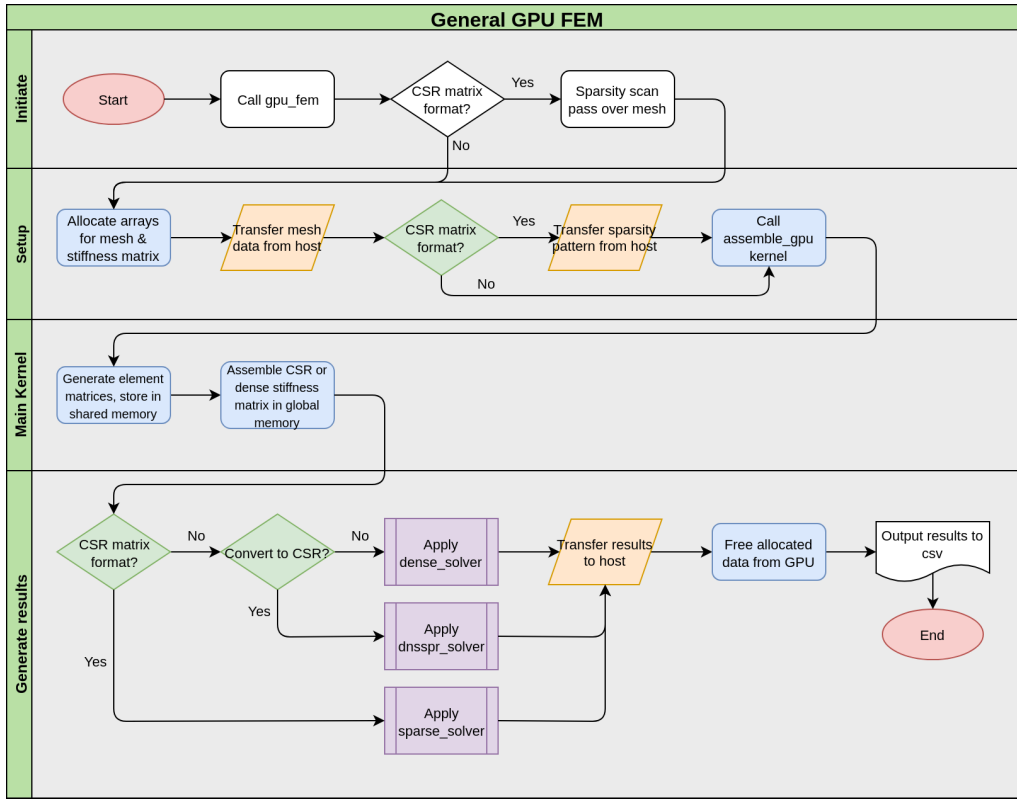 General GPU FEM
Initiate
Start
Call gpu_fem
CSR matrix
format?
Yes
No
Sparsity scan
pass over mesh
Setup
Allocate arrays
for mesh &
stiffness matrix
Transfer mesh
data from host
CSR matrix
format?
Yes
No
Transfer sparsity
pattern from host
Call
assemble_gpu
kernel
Main Kernel
Generate element
matrices, store in
shared memory
Assemble CSR or
dense stiffness
matrix in global
memory
Generate results
CSR matrix
format?
No
Yes
Convert to CSR?
No
Yes
Apply
dense_solver
Apply
dnsspr_solver
Apply
sparse_solver
Transfer results
to host
Free allocated
data from GPU
Output results to
csv
End